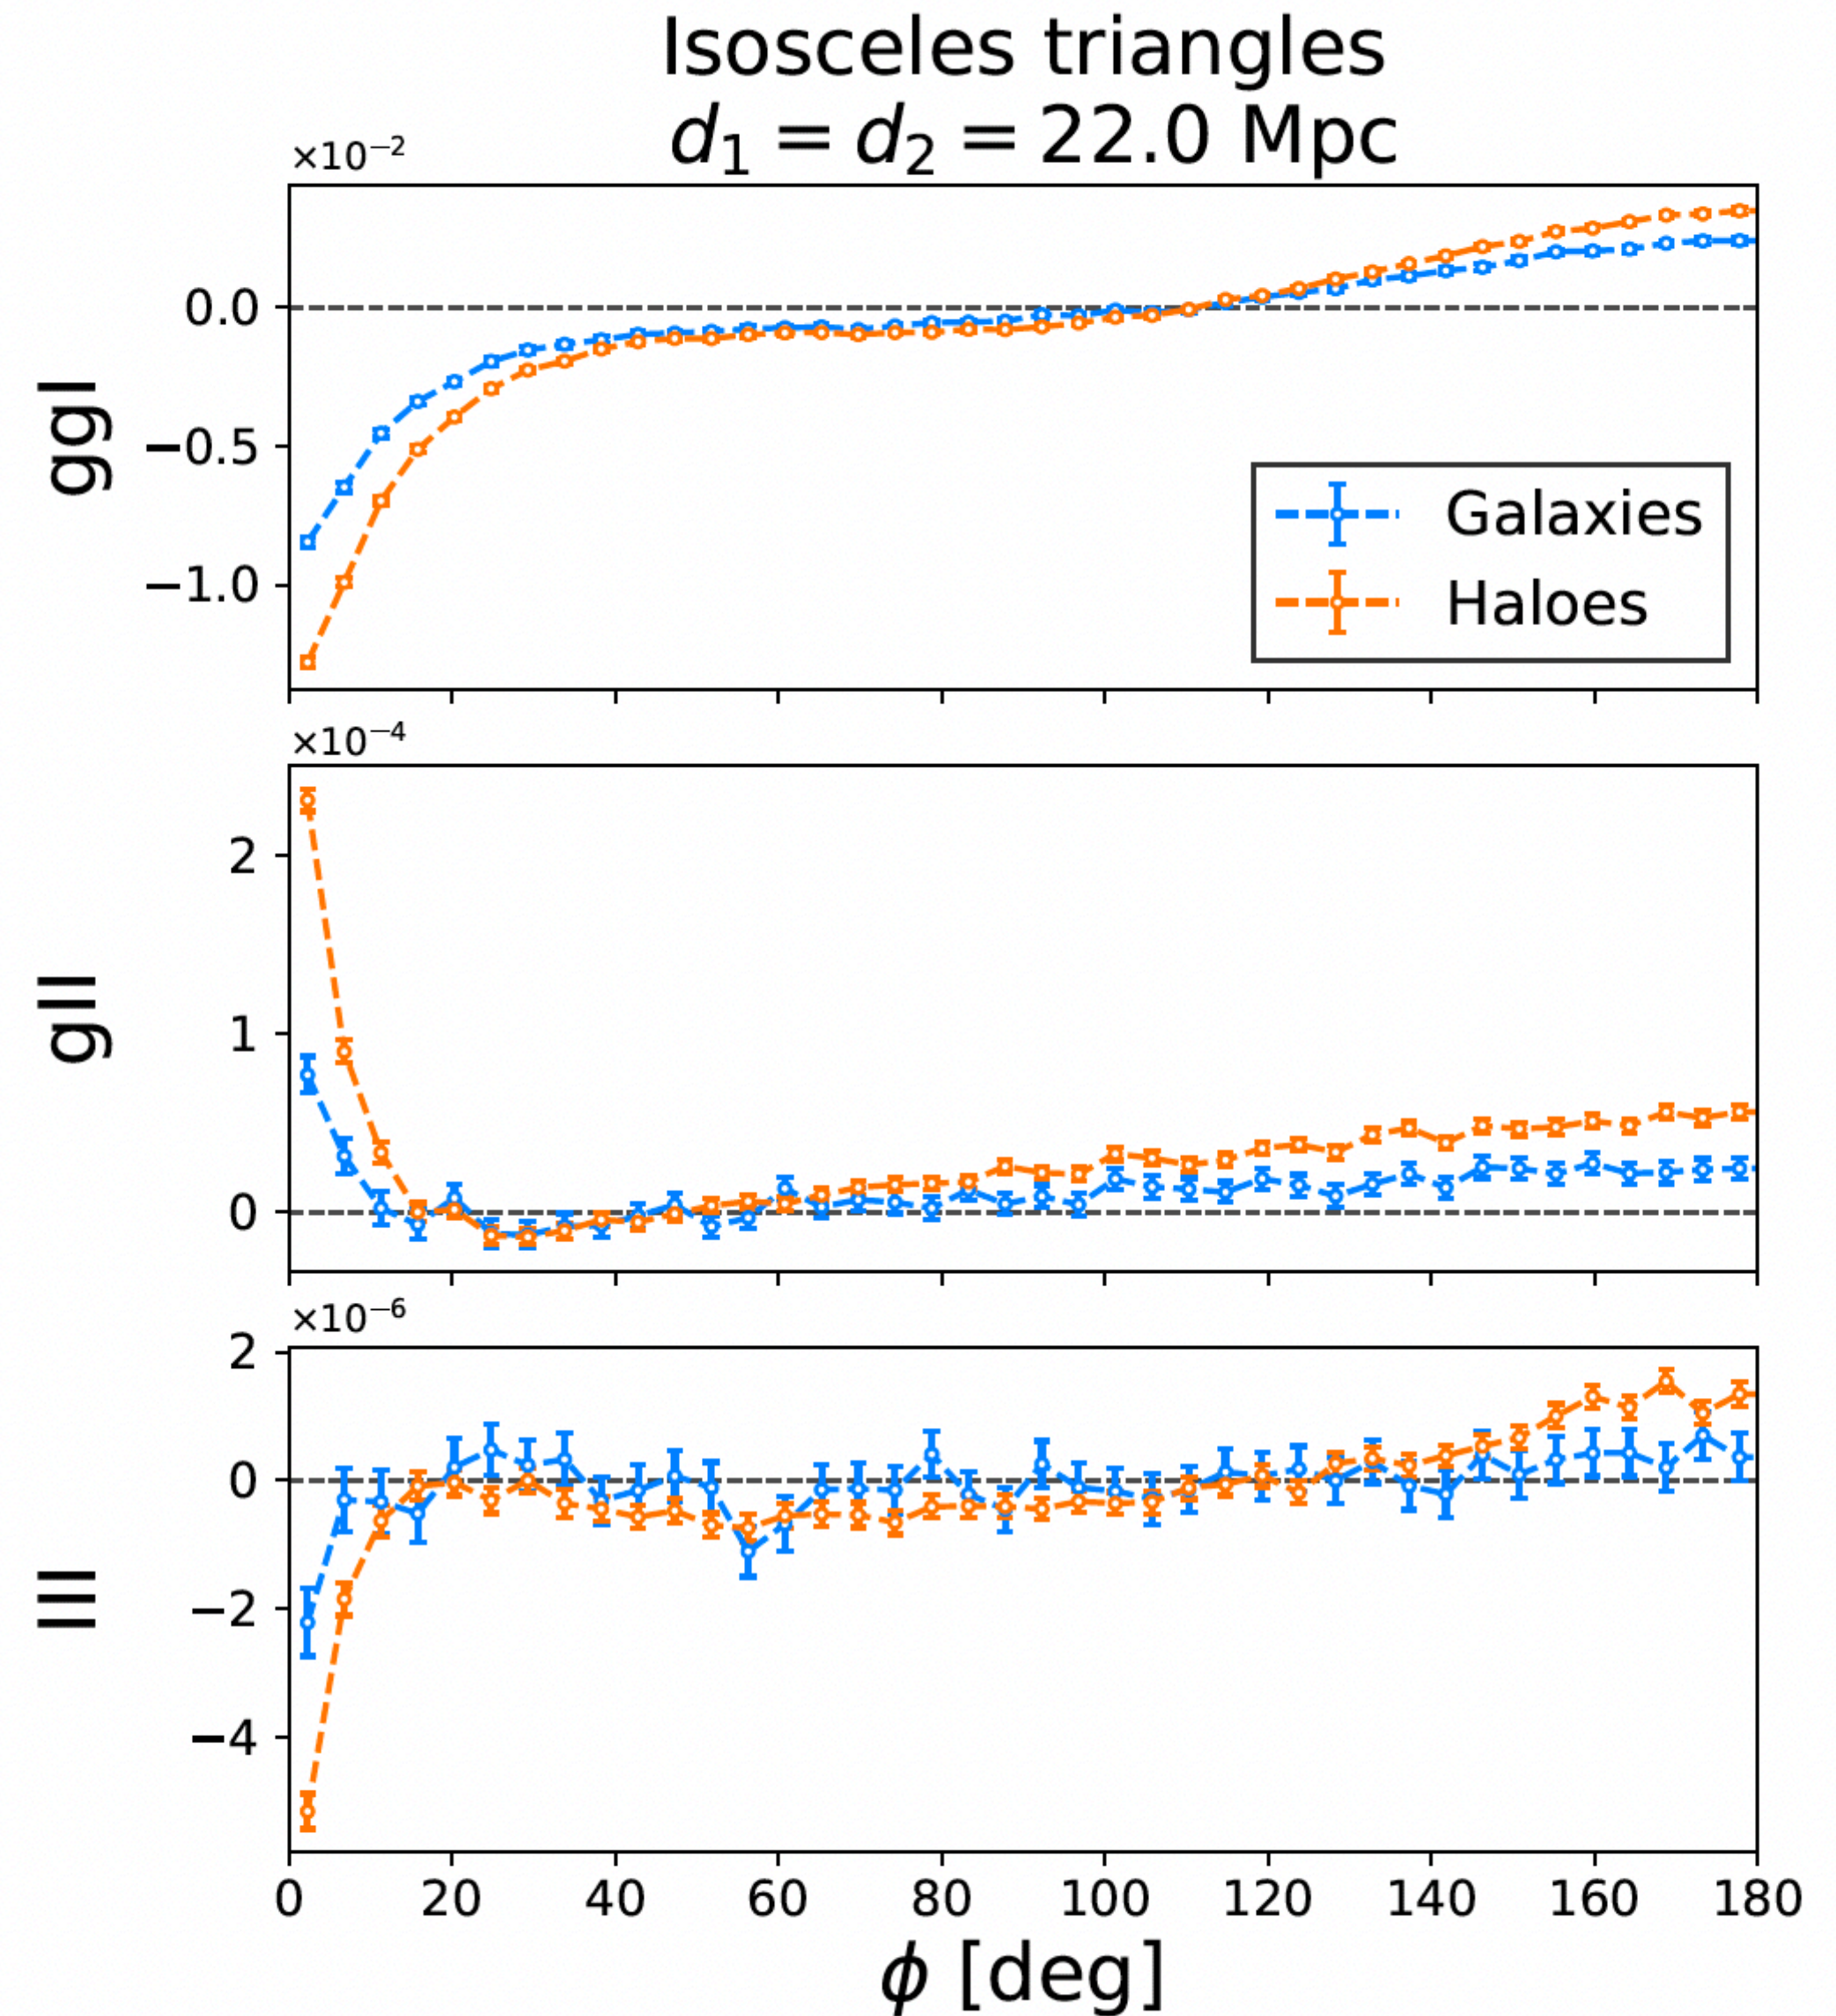 Isosceles triangles
d₁ = d₂ = 22.0 Mpc
×10⁻²
0.0
−0.5
−1.0
ggI
Galaxies
Haloes
×10⁻⁴
2
1
0
gII
×10⁻⁶
2
0
−2
−4
III
0 20 40 60 80 100 120 140 160 180
ϕ [deg]